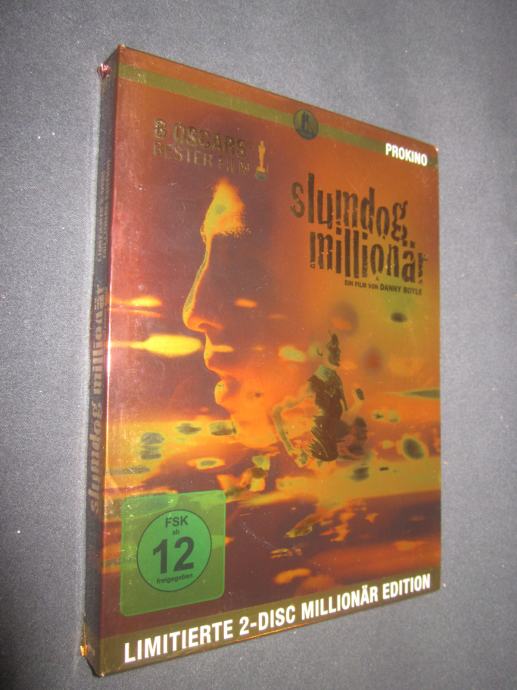 PROKINO
8 OSCARS
BESTER FILM
slumdog
millionär
EIN FILM VON DANNY BOYLE
FSK
ab
12
freigegeben
LIMITIERTE 2-DISC MILLIONÄR EDITION
slumdog millionär